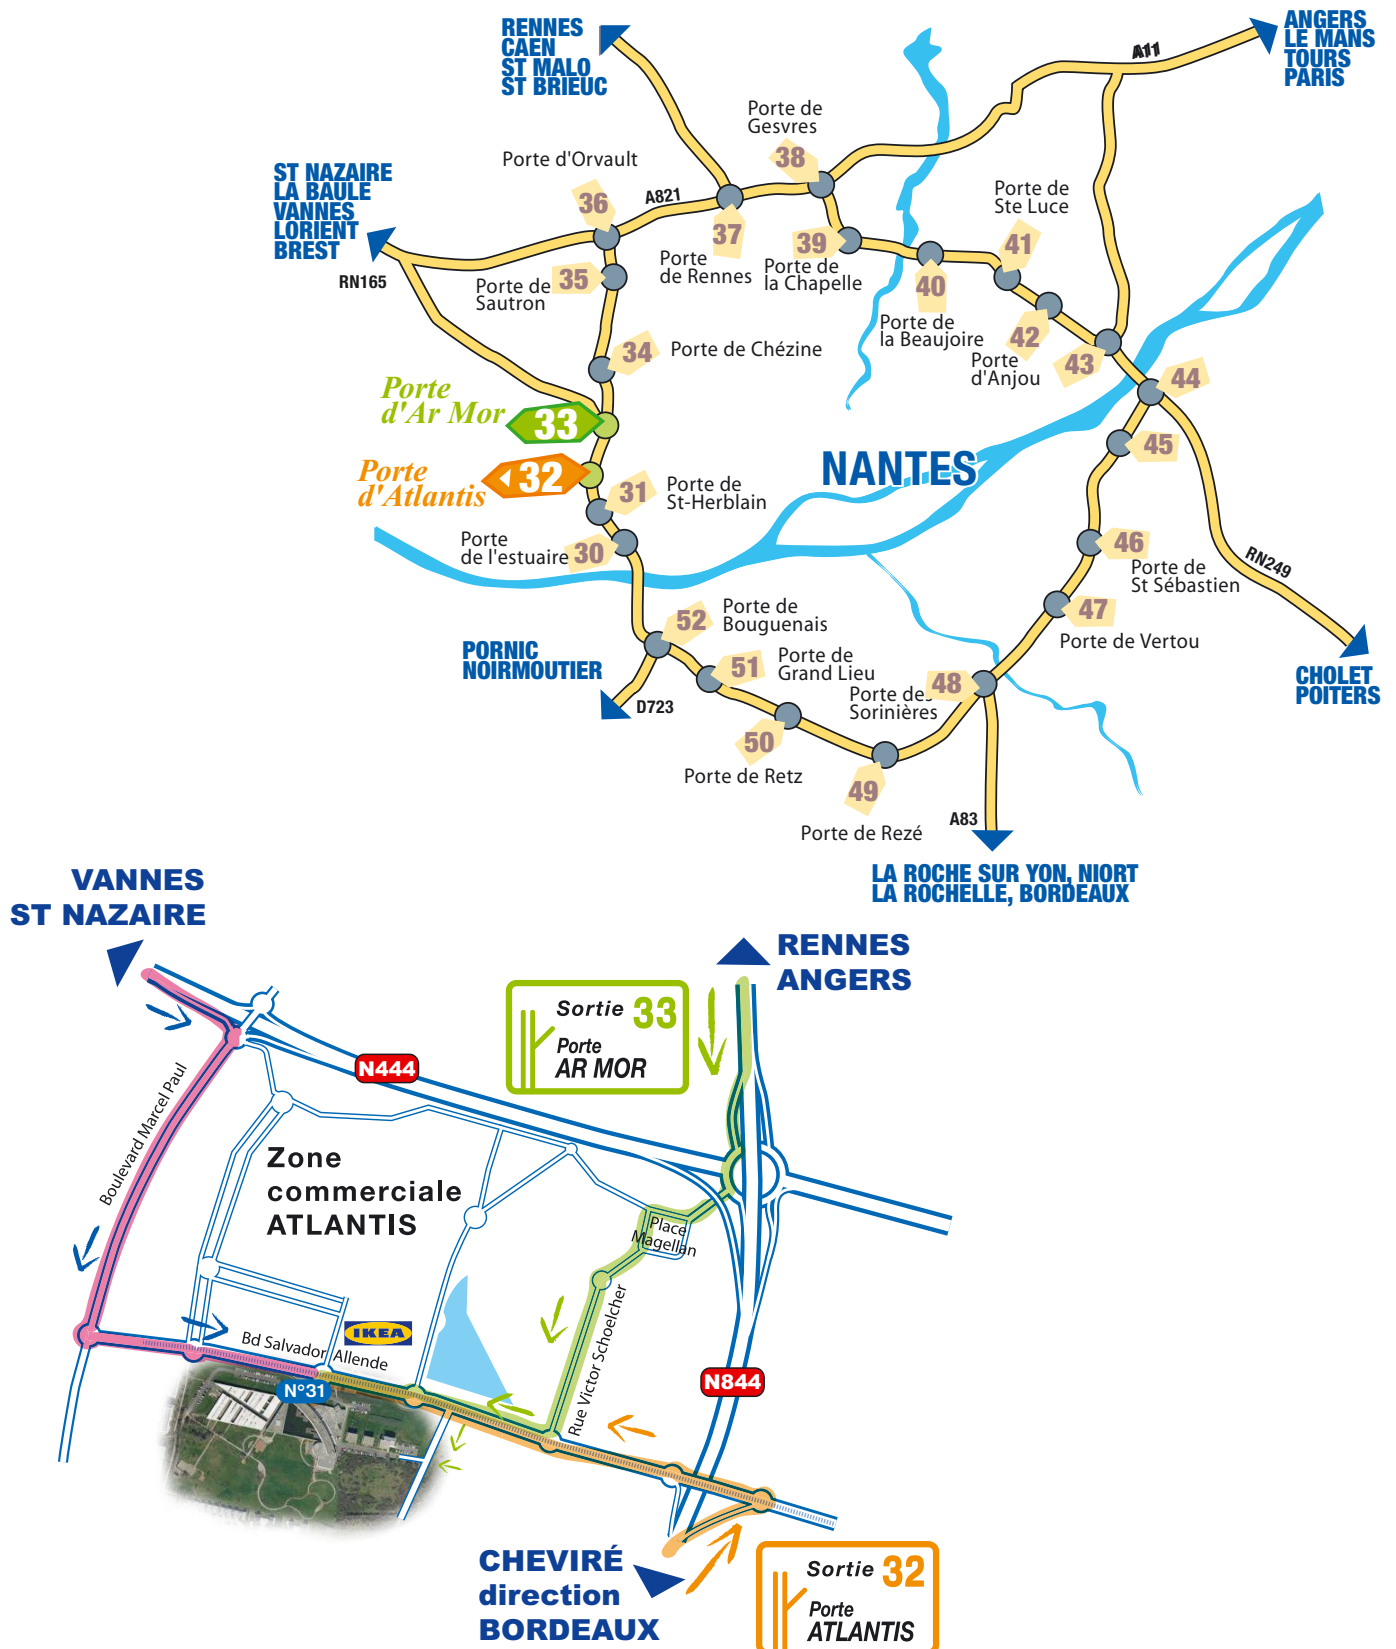 RENNES
CAEN
ST MALO
ST BRIEUC
ANGERS
LE MANS
TOURS
PARIS
A11
Porte de
Gesvres
38
Porte d'Orvault
36
A821
ST NAZAIRE
LA BAULE
VANNES
LORIENT
BREST
RN165
37
Porte
de Rennes
39
Porte de
la Chapelle
Porte de
Ste Luce
41
40
Porte de
la Beaujoire
35
Porte de
Sautron
42
Porte
d'Anjou
43
34
Porte de Chézine
44
Porte
d'Ar Mor
33
45
NANTES
Porte
d'Atlantis
32
31
Porte de
St-Herblain
Porte
de l'estuaire
30
46
Porte de
St Sébastien
RN249
47
Porte de Vertou
52
Porte de
Bouguenais
PORNIC
NOIRMOUTIER
D723
51
Porte de
Grand Lieu
48
Porte des
Sorinières
CHOLET
POITERS
50
Porte de Retz
49
Porte de Rezé
A83
LA ROCHE SUR YON, NIORT
LA ROCHELLE, BORDEAUX
VANNES
ST NAZAIRE
RENNES
ANGERS
Sortie 33
Porte
AR MOR
N444
Boulevard Marcel Paul
Zone
commerciale
ATLANTIS
Place
Magellan
Rue Victor Schoelcher
IKEA
Bd Salvador Allende
N°31
N844
CHEVIRÉ
direction
BORDEAUX
Sortie 32
Porte
ATLANTIS